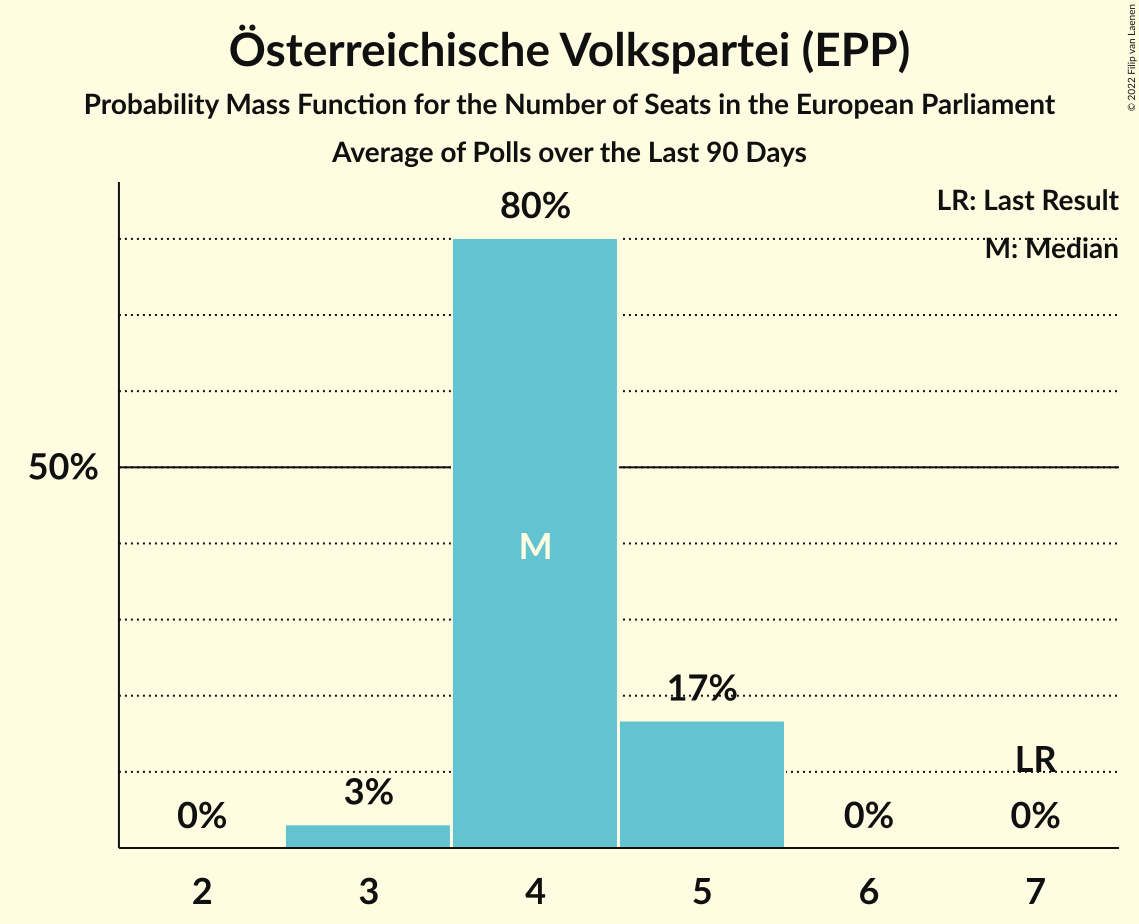 Österreichische Volkspartei (EPP)
Probability Mass Function for the Number of Seats in the European Parliament
Average of Polls over the Last 90 Days
© 2022 Filip van Laenen
LR: Last Result
M: Median
80%
50%
M
17%
LR
3%
0%
0%
0%
2 3 4 5 6 7